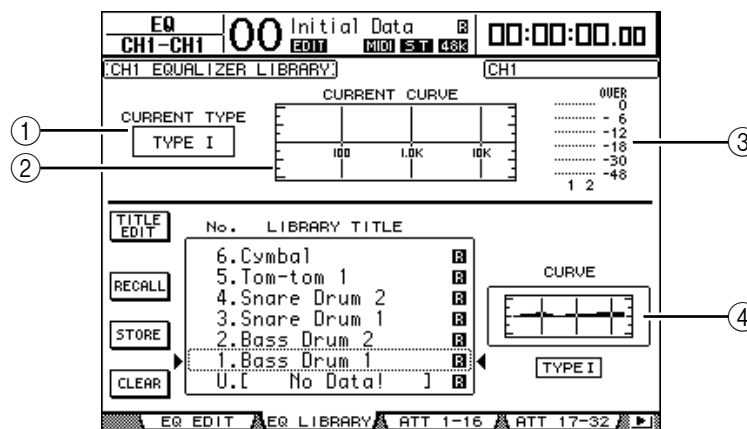 EQ
CH1-CH1
00
Initial Data R
EDIT MIDI ST 48K
00:00:00.00
CH1 EQUALIZER LIBRARY
CH1
CURRENT TYPE
TYPE I
CURRENT CURVE
100 1.0K 10K
OVER
0
-6
-12
-18
-30
-48
1 2
1
2
3
TITLE EDIT
RECALL
STORE
CLEAR
No. LIBRARY TITLE
6.Cymbal R
5.Tom-tom 1 R
4.Snare Drum 2 R
3.Snare Drum 1 R
2.Bass Drum 2 R
1.Bass Drum 1 R
U.[ No Data! ] R
CURVE
TYPE I
4
EQ EDIT EQ LIBRARY ATT 1-16 ATT 17-32